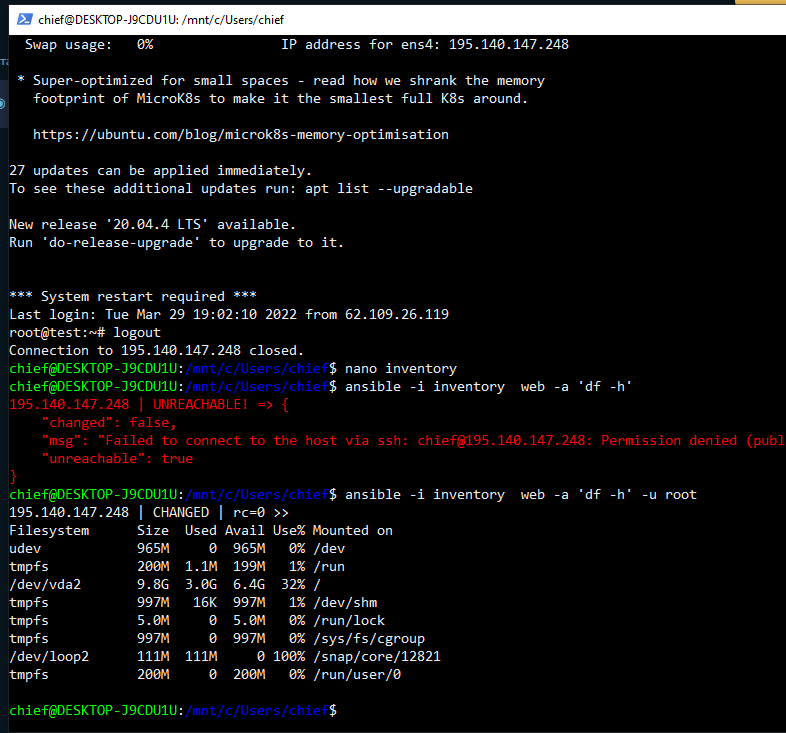 chief@DESKTOP-J9CDU1U: /mnt/c/Users/chief
Swap usage:   0%                IP address for ens4: 195.140.147.248
 * Super-optimized for small spaces - read how we shrank the memory
   footprint of MicroK8s to make it the smallest full K8s around.
   https://ubuntu.com/blog/microk8s-memory-optimisation
27 updates can be applied immediately.
To see these additional updates run: apt list --upgradable
New release '20.04.4 LTS' available.
Run 'do-release-upgrade' to upgrade to it.
*** System restart required ***
Last login: Tue Mar 29 19:02:10 2022 from 62.109.26.119
root@test:~# logout
Connection to 195.140.147.248 closed.
chief@DESKTOP-J9CDU1U:/mnt/c/Users/chief$ nano inventory
chief@DESKTOP-J9CDU1U:/mnt/c/Users/chief$ ansible -i inventory  web -a 'df -h'
195.140.147.248 | UNREACHABLE! => {
    "changed": false,
    "msg": "Failed to connect to the host via ssh: chief@195.140.147.248: Permission denied (publ
    "unreachable": true
}
chief@DESKTOP-J9CDU1U:/mnt/c/Users/chief$ ansible -i inventory  web -a 'df -h' -u root
195.140.147.248 | CHANGED | rc=0 >>
Filesystem      Size  Used Avail Use% Mounted on
udev            965M     0  965M   0% /dev
tmpfs           200M  1.1M  199M   1% /run
/dev/vda2       9.8G  3.0G  6.4G  32% /
tmpfs           997M   16K  997M   1% /dev/shm
tmpfs           5.0M     0  5.0M   0% /run/lock
tmpfs           997M     0  997M   0% /sys/fs/cgroup
/dev/loop2      111M  111M     0 100% /snap/core/12821
tmpfs           200M     0  200M   0% /run/user/0
chief@DESKTOP-J9CDU1U:/mnt/c/Users/chief$